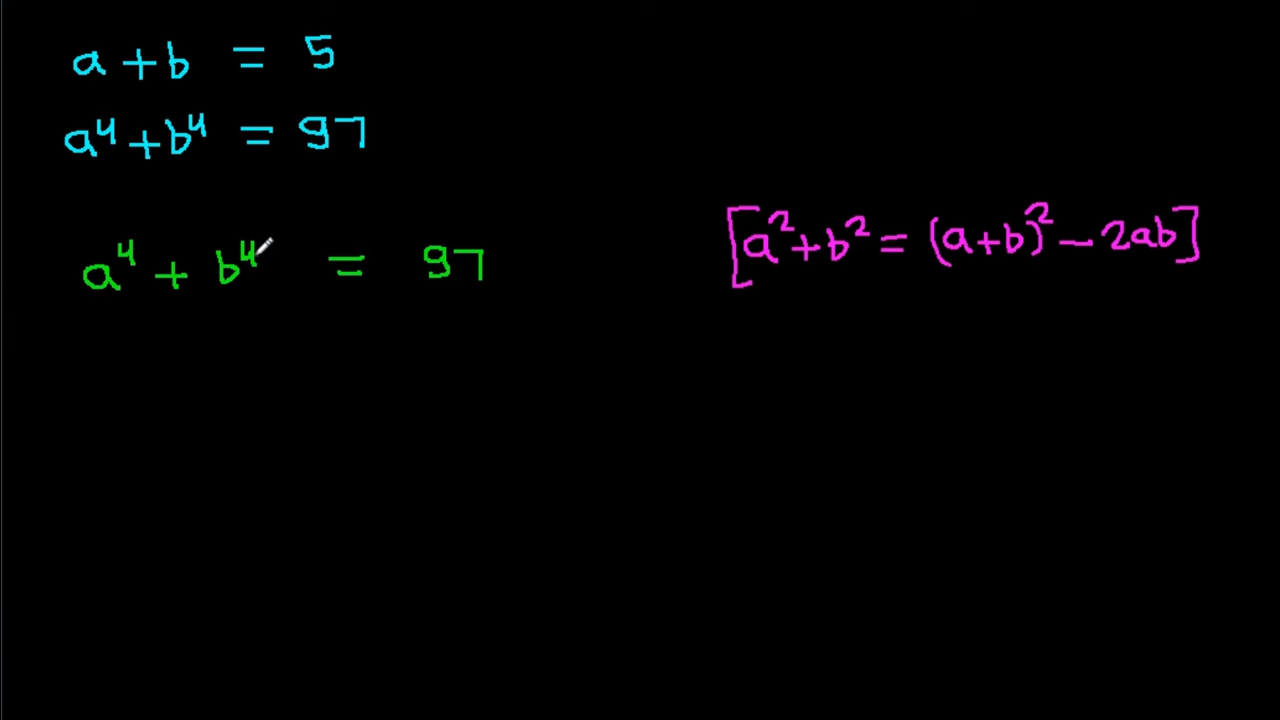 a + b = 5
a⁴ + b⁴ = 97
[a² + b² = (a + b)² - 2ab]
a⁴ + b⁴ = 97